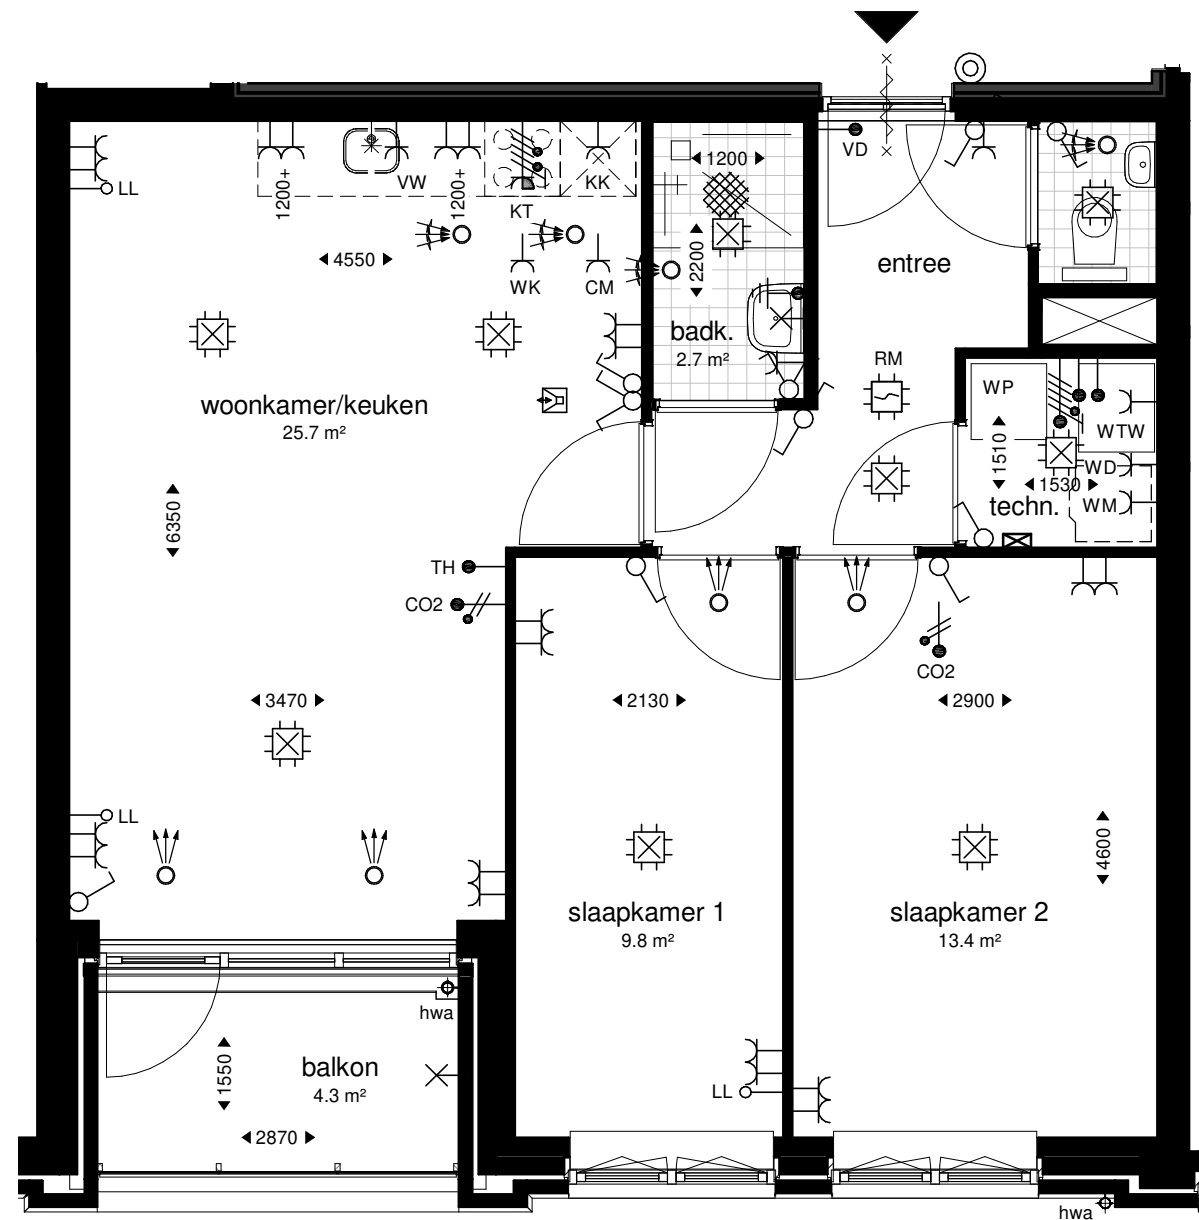 VD
LL
1200+
VW
1200+
KT
KK
1200
4550
WK
CM
2200
entree
badk.
2.7 m²
RM
WP
WTW
woonkamer/keuken
25.7 m²
1510
WD
1530
WM
techn.
6350
TH
CO2
CO2
3470
2130
2900
LL
4600
slaapkamer 1
9.8 m²
slaapkamer 2
13.4 m²
hwa
1550
balkon
4.3 m²
LL
2870
hwa